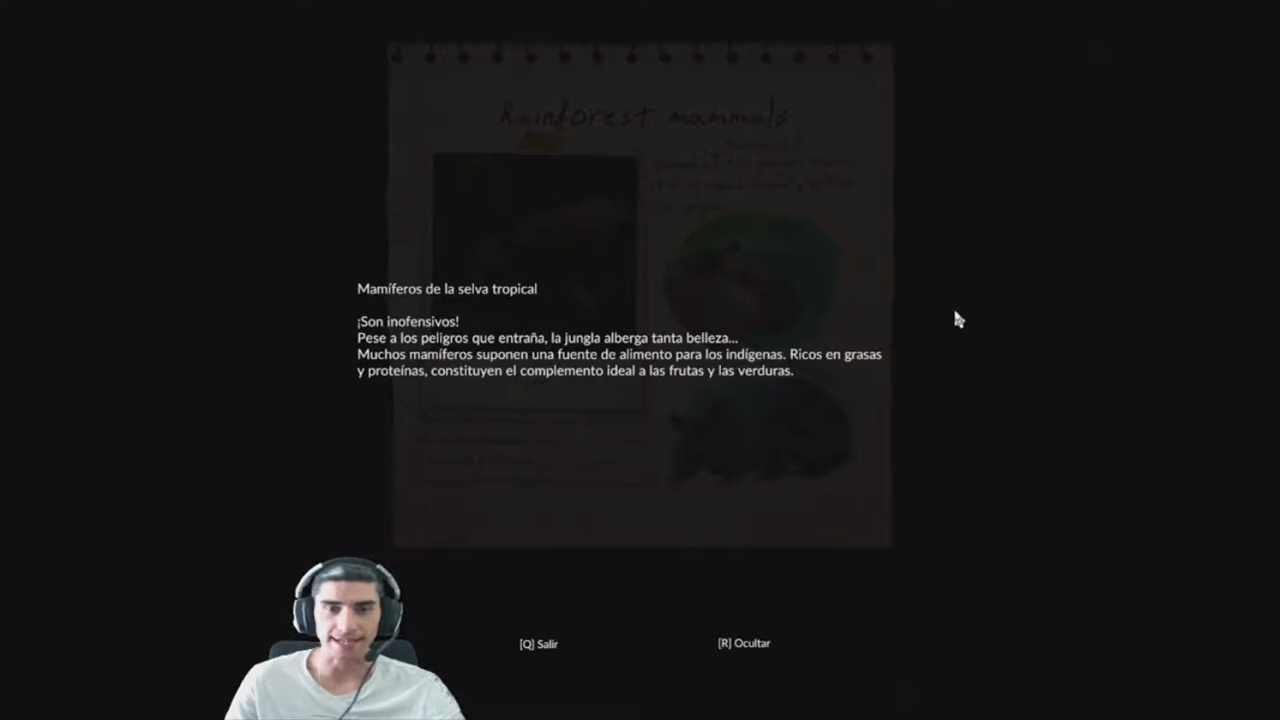 Rainforest mammals
Mamíferos de la selva tropical
¡Son inofensivos!
Pese a los peligros que entraña, la jungla alberga tanta belleza...
Muchos mamíferos suponen una fuente de alimento para los indígenas. Ricos en grasas
y proteínas, constituyen el complemento ideal a las frutas y las verduras.
[Q] Salir
[R] Ocultar